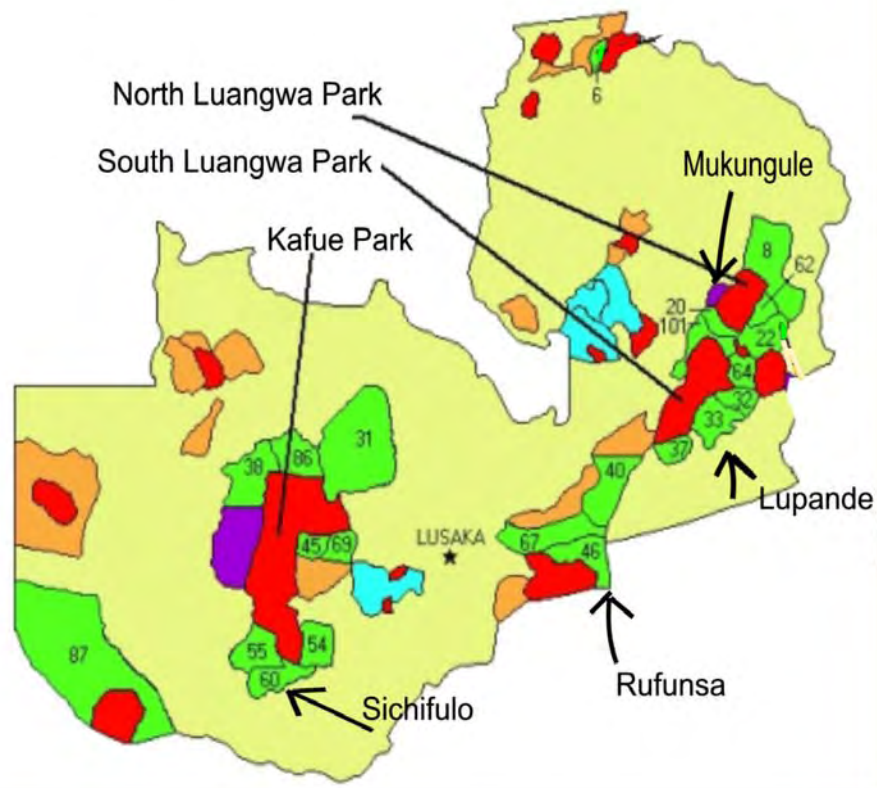 6
North Luangwa Park
South Luangwa Park
Mukungule
Kafue Park
8
62
20
101
22
64
32
33
37
31
38
86
40
Lupande
LUSAKA
45
69
67
46
87
55
54
60
Rufunsa
Sichifulo